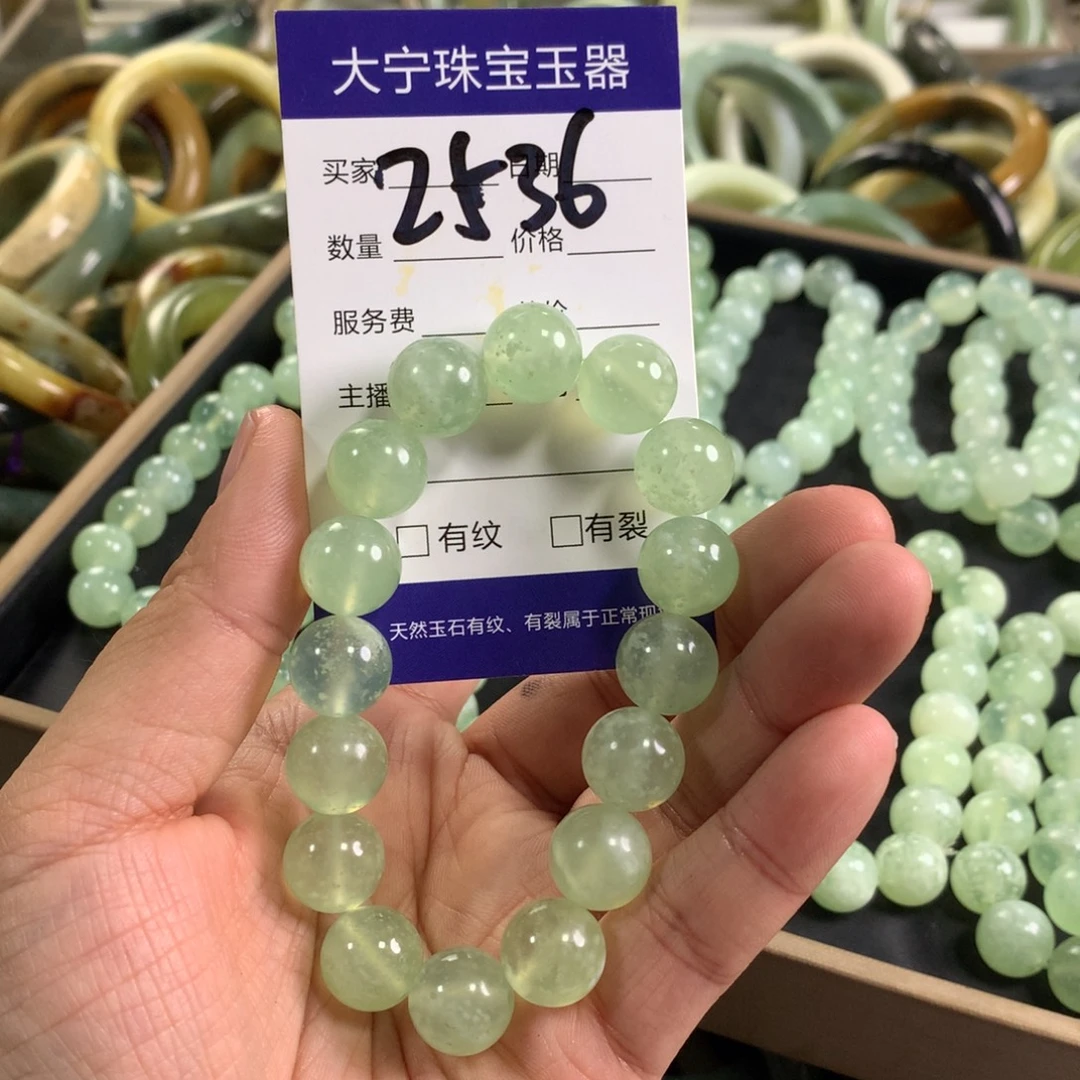 大宁珠宝玉器
2536
买家 日期
数量 价格
服务费
主播
有纹 有裂
天然玉石有纹、有裂属于正常现